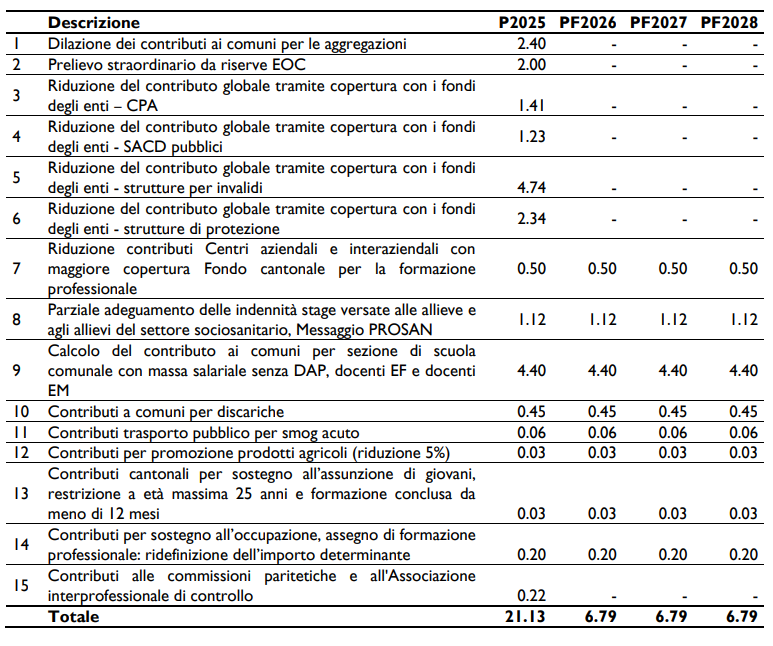 Descrizione P2025 PF2026 PF2027 PF2028
1 Dilazione dei contributi ai comuni per le aggregazioni 2.40 - - -
2 Prelievo straordinario da riserve EOC 2.00 - - -
3 Riduzione del contributo globale tramite copertura con i fondi
degli enti – CPA 1.41 - - -
4 Riduzione del contributo globale tramite copertura con i fondi
degli enti - SACD pubblici 1.23 - - -
5 Riduzione del contributo globale tramite copertura con i fondi
degli enti - strutture per invalidi 4.74 - - -
6 Riduzione del contributo globale tramite copertura con i fondi
degli enti - strutture di protezione 2.34 - - -
7 Riduzione contributi Centri aziendali e interaziendali con
maggiore copertura Fondo cantonale per la formazione 0.50 0.50 0.50 0.50
professionale
8 Parziale adeguamento delle indennità stage versate alle allieve e
agli allievi del settore sociosanitario, Messaggio PROSAN 1.12 1.12 1.12 1.12
9 Calcolo del contributo ai comuni per sezione di scuola
comunale con massa salariale senza DAP, docenti EF e docenti 4.40 4.40 4.40 4.40
EM
10 Contributi a comuni per discariche 0.45 0.45 0.45 0.45
11 Contributi trasporto pubblico per smog acuto 0.06 0.06 0.06 0.06
12 Contributi per promozione prodotti agricoli (riduzione 5%) 0.03 0.03 0.03 0.03
13 Contributi cantonali per sostegno all’assunzione di giovani,
restrizione a età massima 25 anni e formazione conclusa da
meno di 12 mesi 0.03 0.03 0.03 0.03
14 Contributi per sostegno all’occupazione, assegno di formazione
professionale: ridefinizione dell’importo determinante 0.20 0.20 0.20 0.20
15 Contributi alle commissioni paritetiche e all'Associazione
interprofessionale di controllo 0.22 - - -
Totale 21.13 6.79 6.79 6.79